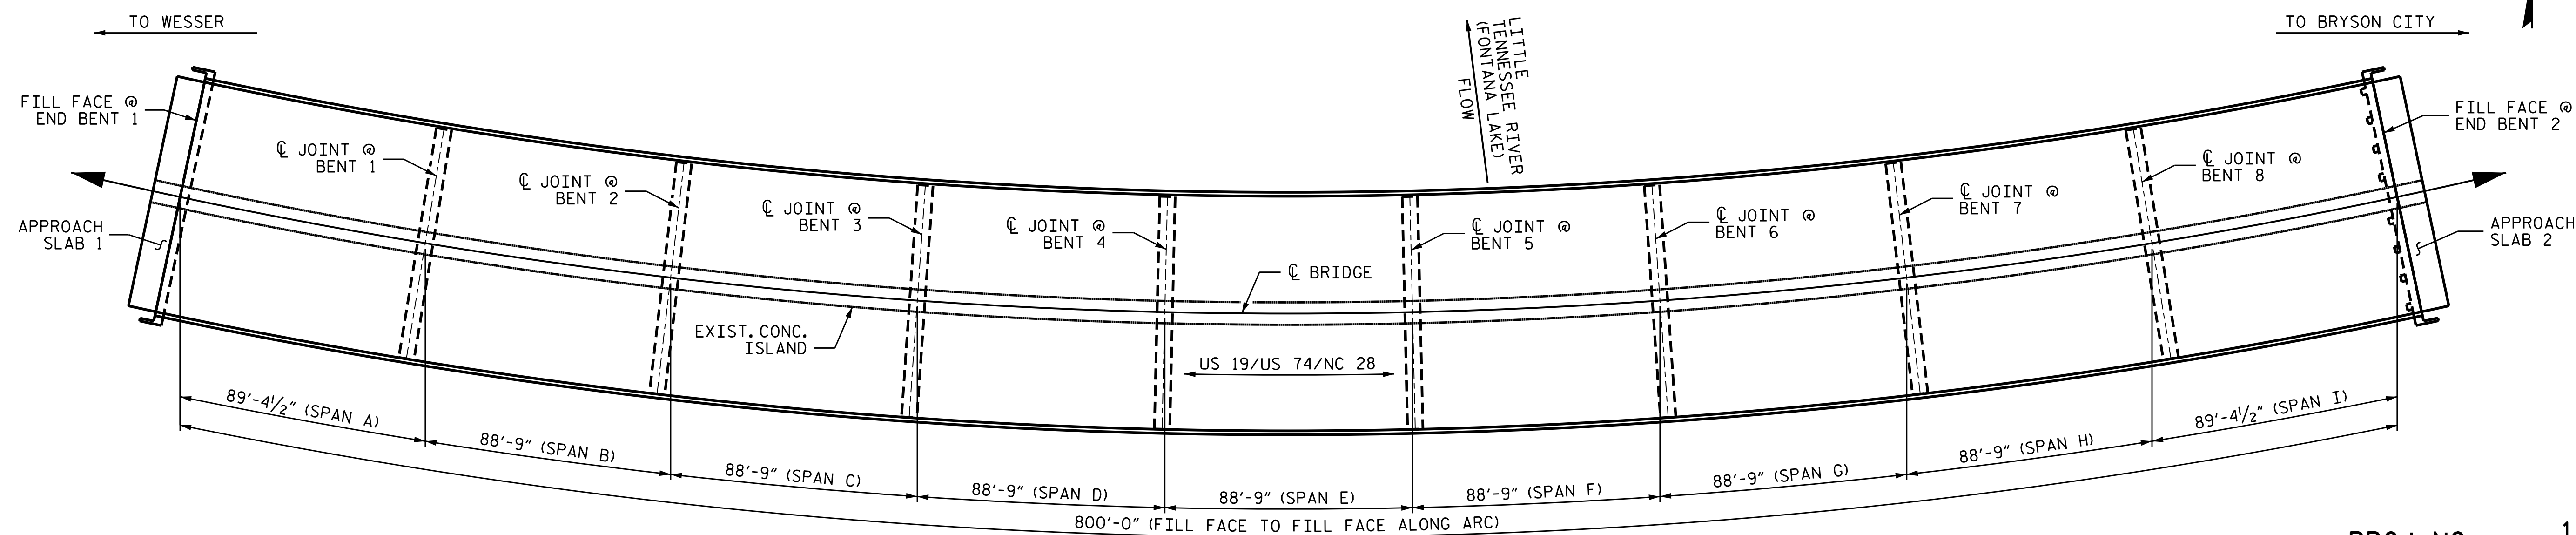 TO WESSER
TO BRYSON CITY
LITTLE
TENNESSEE RIVER
(FONTANA LAKE)
FLOW
FILL FACE @
END BENT 1
℄ JOINT @
BENT 1
℄ JOINT @
BENT 2
℄ JOINT @
BENT 3
℄ JOINT @
BENT 4
℄ JOINT @
BENT 5
℄ JOINT @
BENT 6
℄ JOINT @
BENT 7
℄ JOINT @
BENT 8
FILL FACE @
END BENT 2
APPROACH
SLAB 1
APPROACH
SLAB 2
℄ BRIDGE
EXIST. CONC.
ISLAND
US 19/US 74/NC 28
89'-4½" (SPAN A)
88'-9" (SPAN B)
88'-9" (SPAN C)
88'-9" (SPAN D)
88'-9" (SPAN E)
88'-9" (SPAN F)
88'-9" (SPAN G)
88'-9" (SPAN H)
89'-4½" (SPAN I)
800'-0" (FILL FACE TO FILL FACE ALONG ARC)